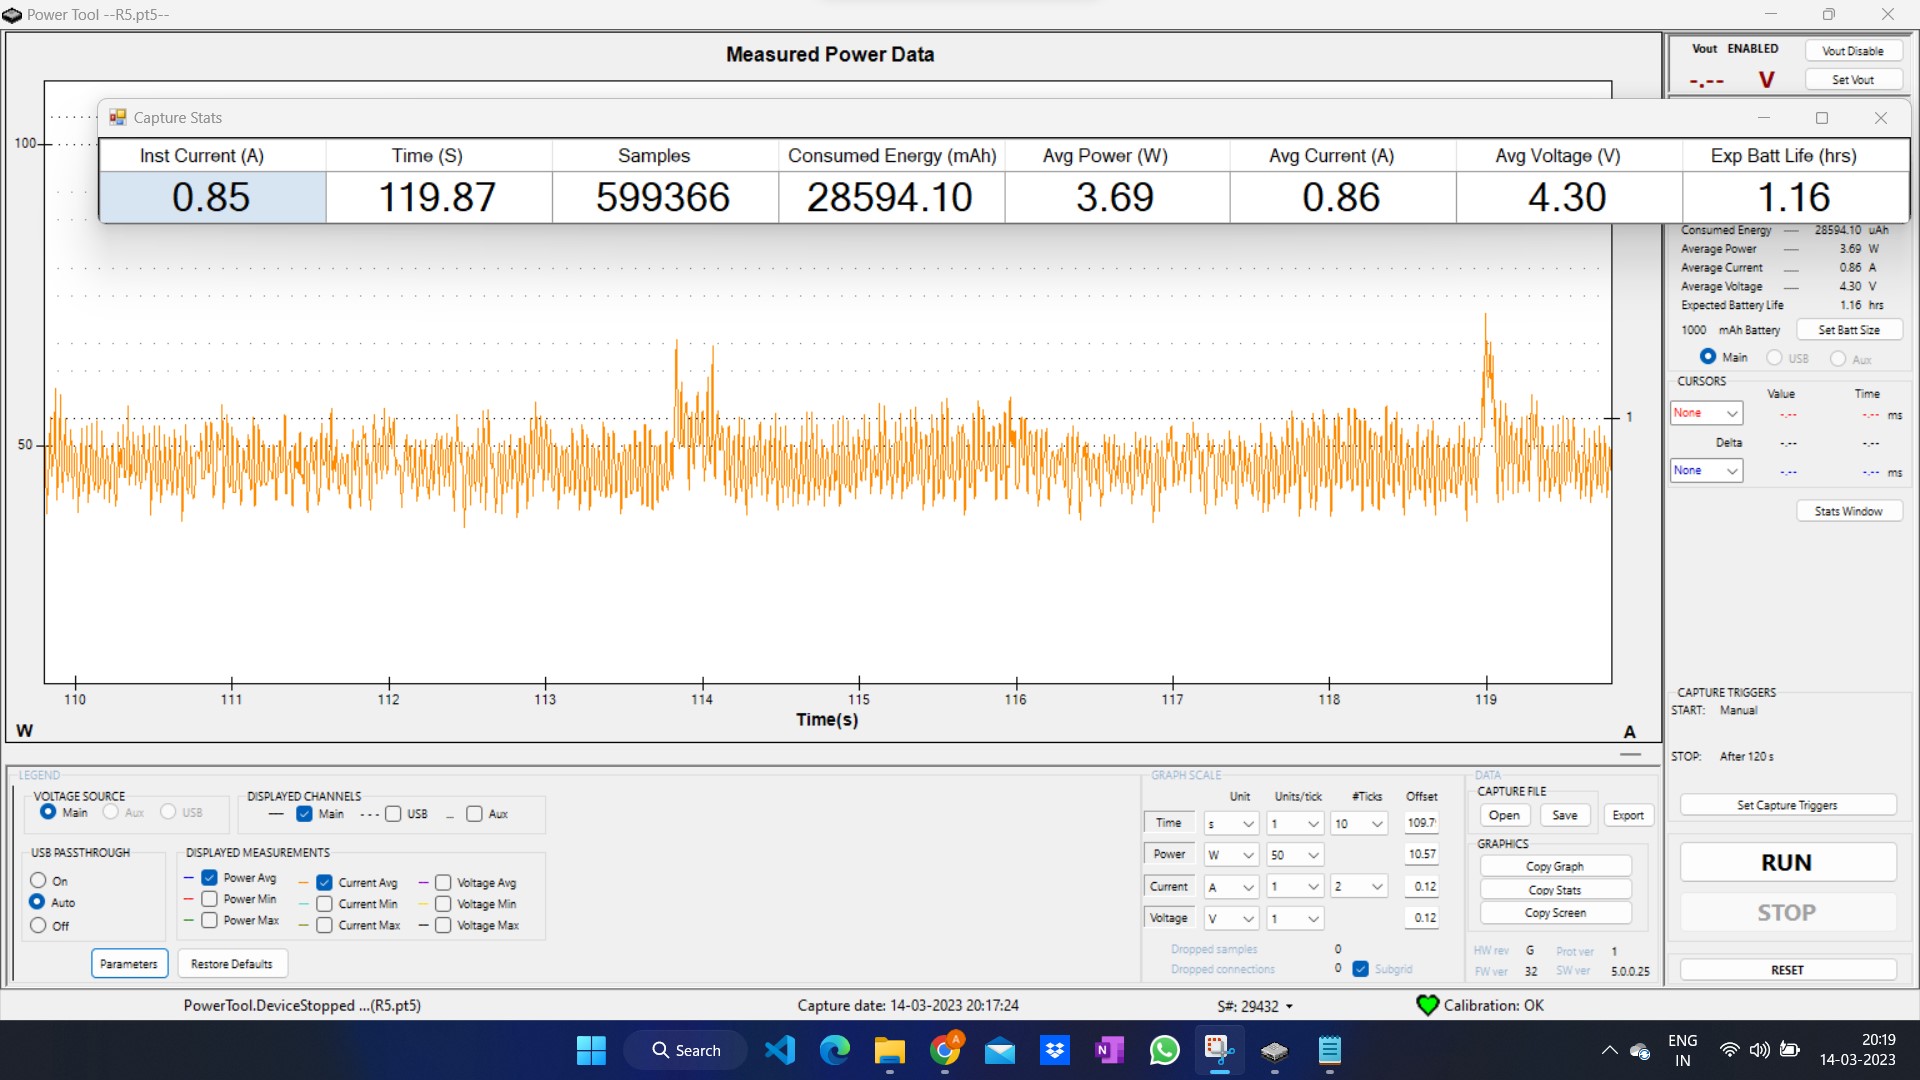 Power Tool --R5.pt5--
Measured Power Data
Vout ENABLED
Vout Disable
-.-- V
Set Vout
Capture Stats
Inst Current (A) Time (S) Samples Consumed Energy (mAh) Avg Power (W) Avg Current (A) Avg Voltage (V) Exp Batt Life (hrs)
0.85 119.87 599366 28594.10 3.69 0.86 4.30 1.16
Consumed Energy 28594.10 uAh
Average Power 3.69 W
Average Current 0.86 A
Average Voltage 4.30 V
Expected Battery Life 1.16 hrs
1000 mAh Battery Set Batt Size
Main USB Aux
CURSORS
Value Time
None -.-- -.-- ms
Delta -.-- -.--
None -.-- -.-- ms
Stats Window
100
50
1
110 111 112 113 114 115 116 117 118 119
Time(s)
W
A
CAPTURE TRIGGERS
START: Manual
STOP: After 120 s
Set Capture Triggers
RUN
STOP
RESET
LEGEND
VOLTAGE SOURCE
Main Aux USB
DISPLAYED CHANNELS
Main USB Aux
USB PASSTHROUGH
On
Auto
Off
DISPLAYED MEASUREMENTS
Power Avg Current Avg Voltage Avg
Power Min Current Min Voltage Min
Power Max Current Max Voltage Max
Parameters Restore Defaults
GRAPH SCALE
Unit Units/tick #Ticks Offset
Time s 1 10 109.7
Power W 50 10.57
Current A 1 2 0.12
Voltage V 1 0.12
Dropped samples 0
Dropped connections 0 Subgrid
DATA
CAPTURE FILE
Open Save Export
GRAPHICS
Copy Graph
Copy Stats
Copy Screen
HW rev G Prot ver 1
FW ver 32 SW ver 5.0.0.25
PowerTool.DeviceStopped ...(R5.pt5) Capture date: 14-03-2023 20:17:24 S#: 29432 Calibration: OK
Search
A
ENG
IN
20:19
14-03-2023